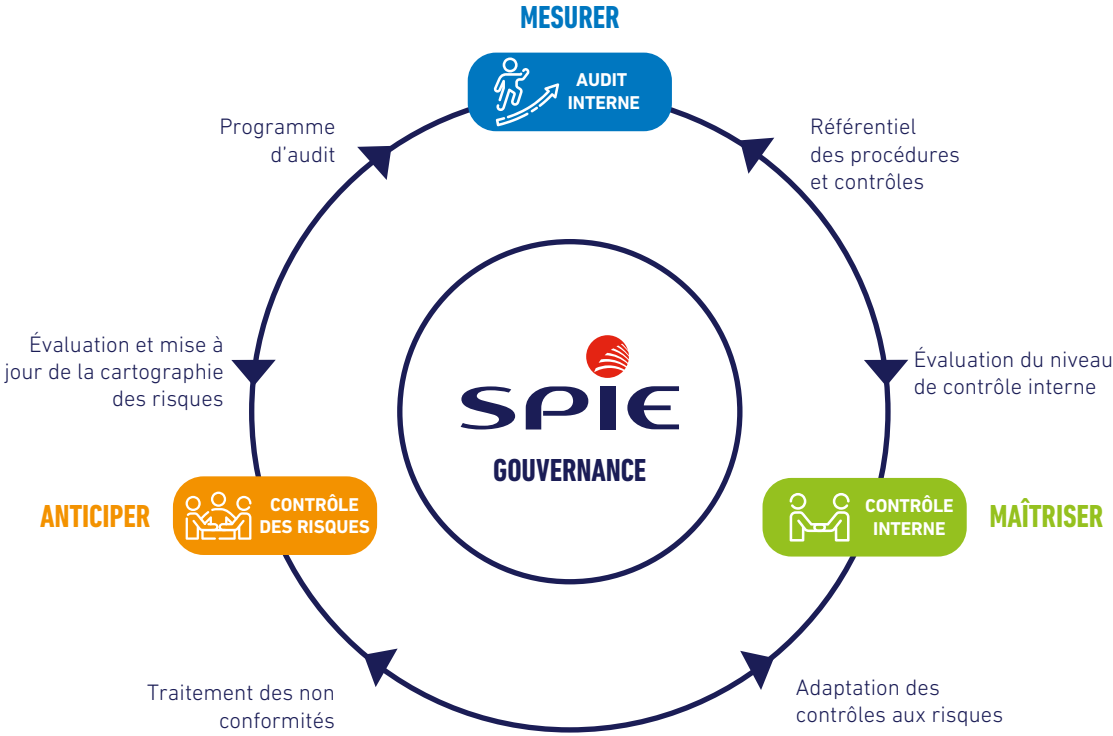 MESURER
AUDIT
INTERNE
Programme
d'audit
Référentiel
des procédures
et contrôles
Évaluation et mise à
jour de la cartographie
des risques
Évaluation du niveau
de contrôle interne
SPIE
GOUVERNANCE
ANTICIPER
CONTRÔLE
DES RISQUES
CONTRÔLE
INTERNE
MAÎTRISER
Traitement des non
conformités
Adaptation des
contrôles aux risques